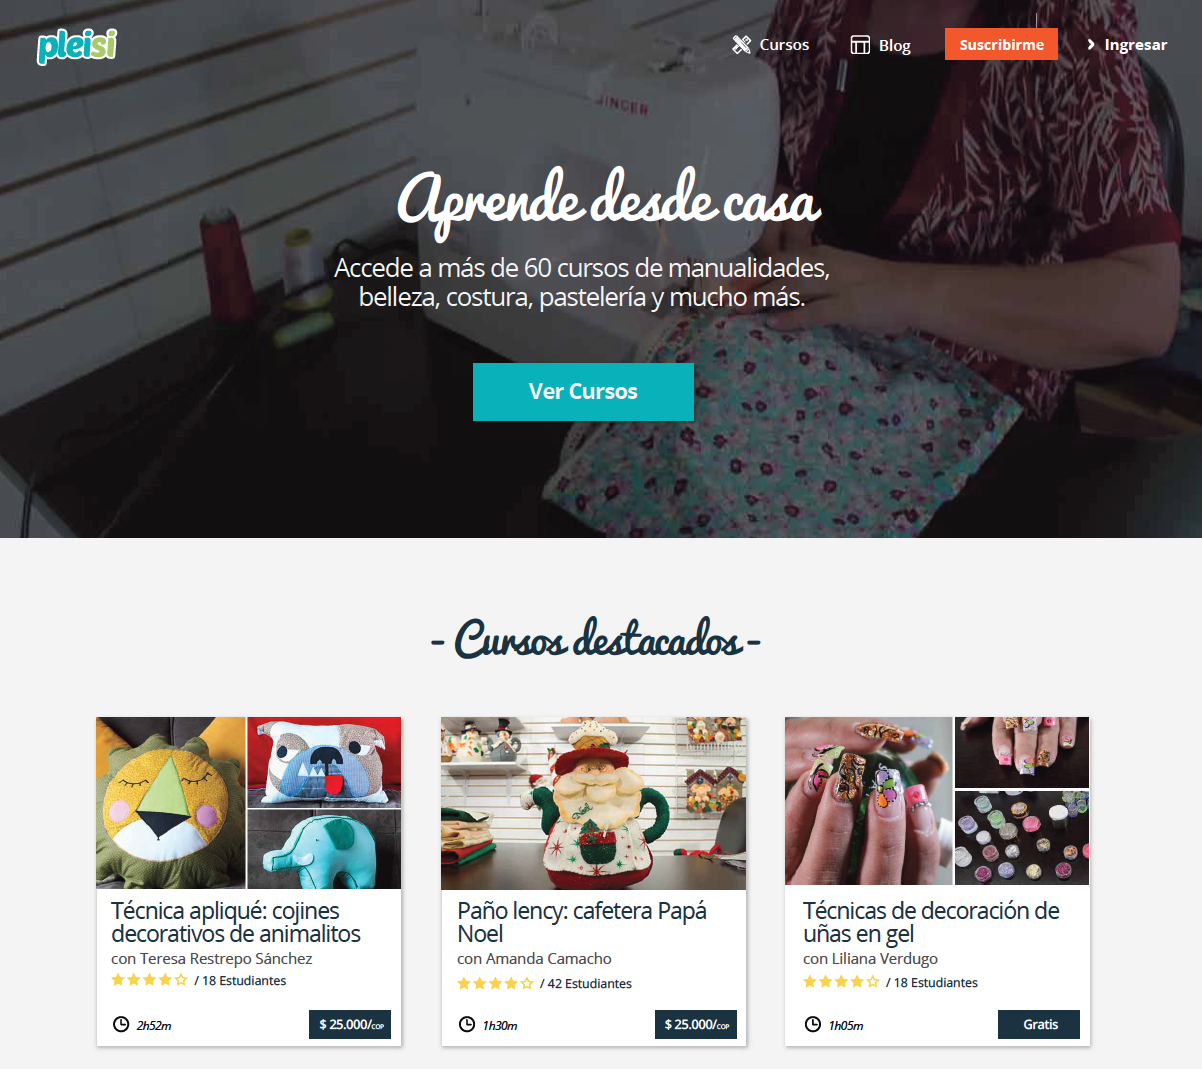 pleisi
Cursos
Blog
Suscribirme
Ingresar
SINGER
Aprende desde casa
Accede a más de 60 cursos de manualidades,
belleza, costura, pastelería y mucho más.
Ver Cursos
- Cursos destacados -
Técnica apliqué: cojines
decorativos de animalitos
con Teresa Restrepo Sánchez
/ 18 Estudiantes
2h52m
$ 25.000/COP
Paño lency: cafetera Papá
Noel
con Amanda Camacho
/ 42 Estudiantes
1h30m
$ 25.000/COP
Técnicas de decoración de
uñas en gel
con Liliana Verdugo
/ 18 Estudiantes
1h05m
Gratis